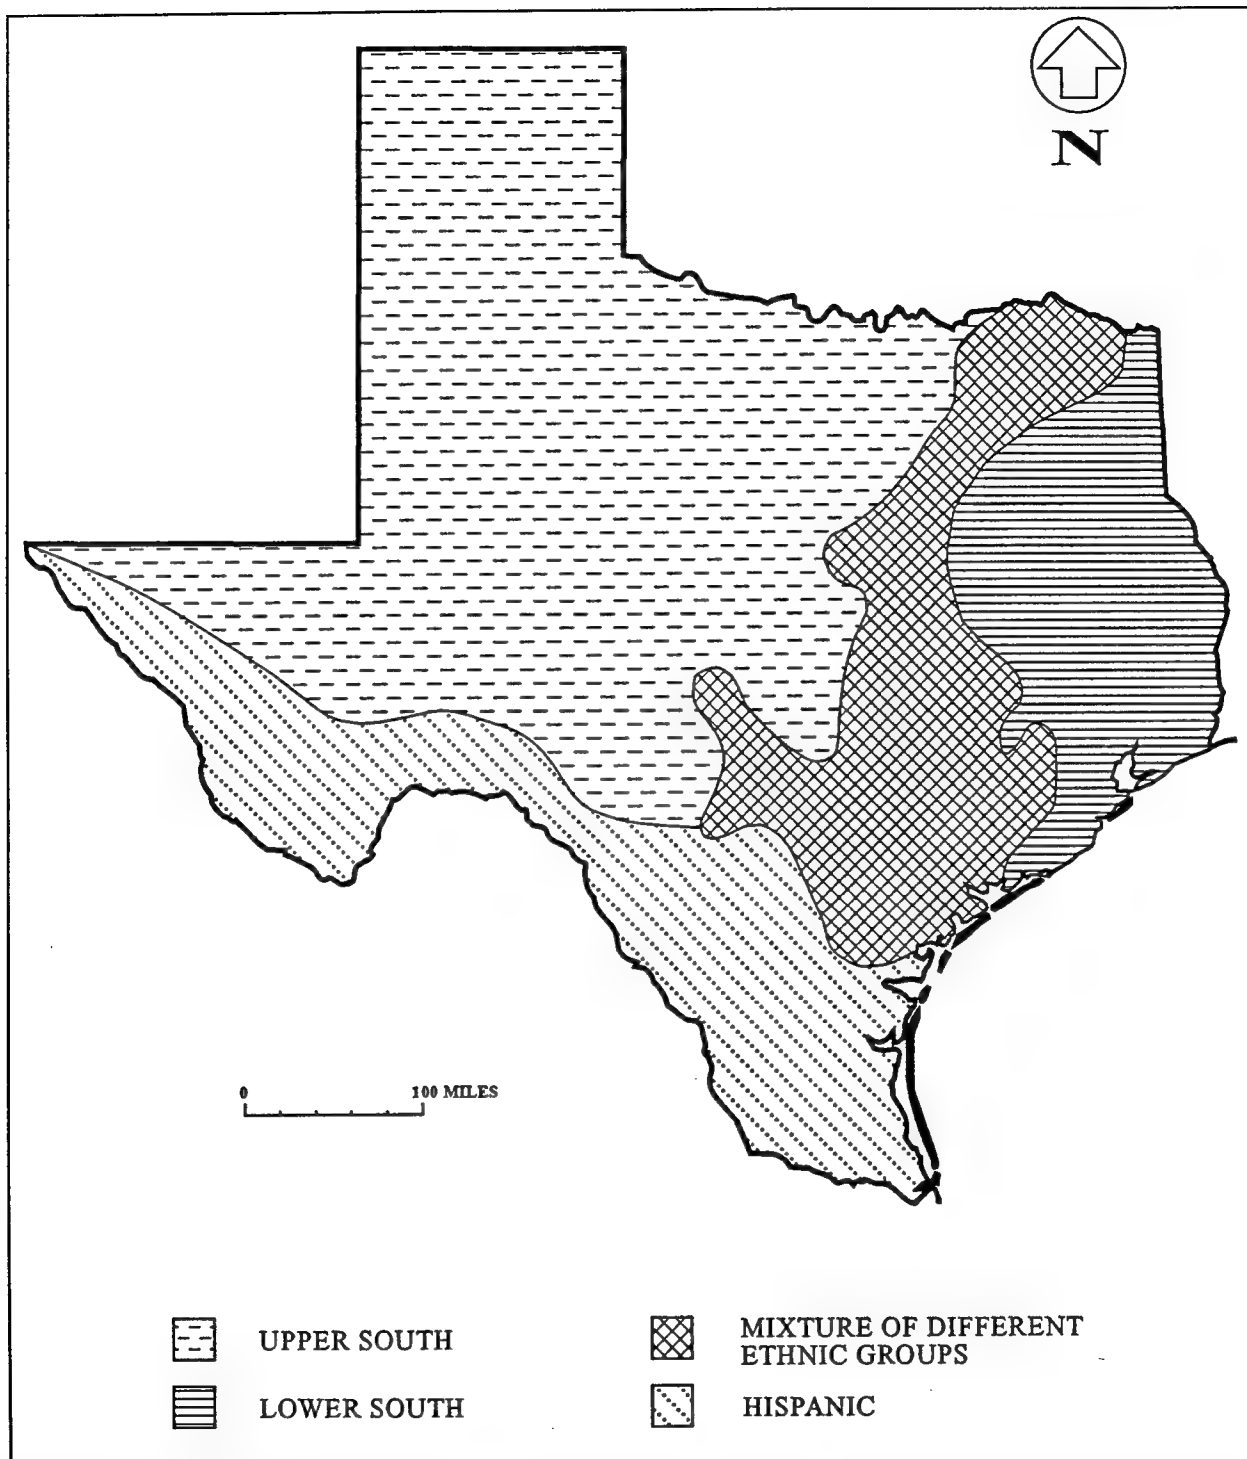 N
0 100 MILES
UPPER SOUTH
LOWER SOUTH
MIXTURE OF DIFFERENT
ETHNIC GROUPS
HISPANIC